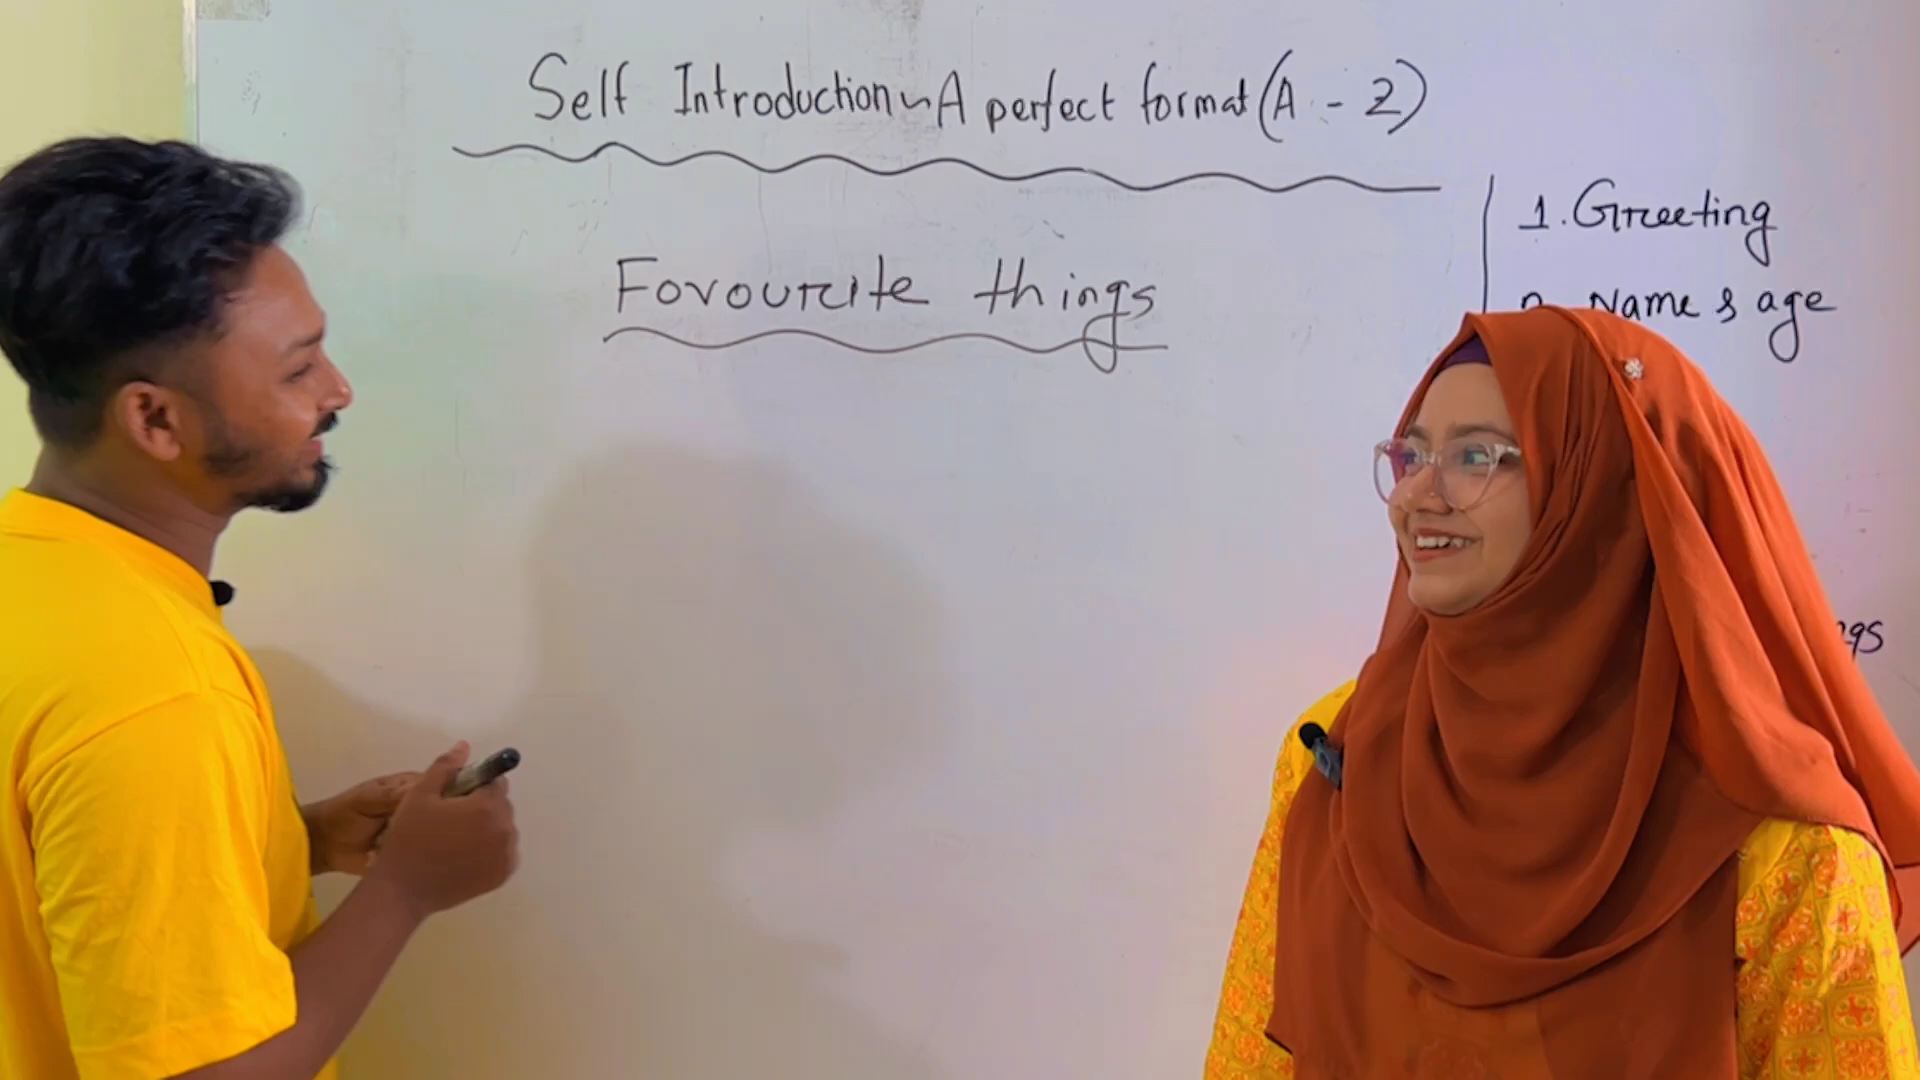 Self Introduction ~ A perfect format (A - Z)
Fovourite things
1. Greeting
Name & age